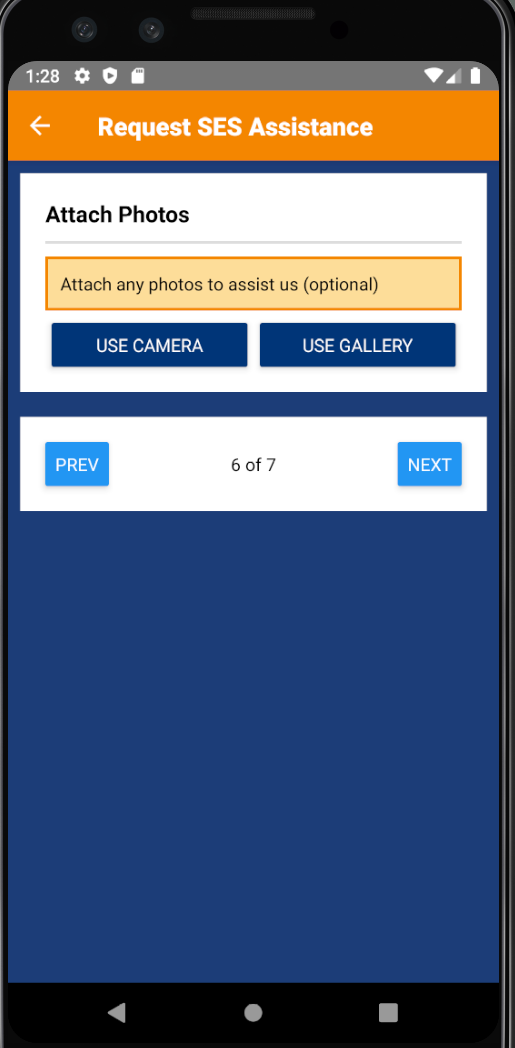 1:28
Request SES Assistance
Attach Photos
Attach any photos to assist us (optional)
USE CAMERA USE GALLERY
PREV 6 of 7 NEXT